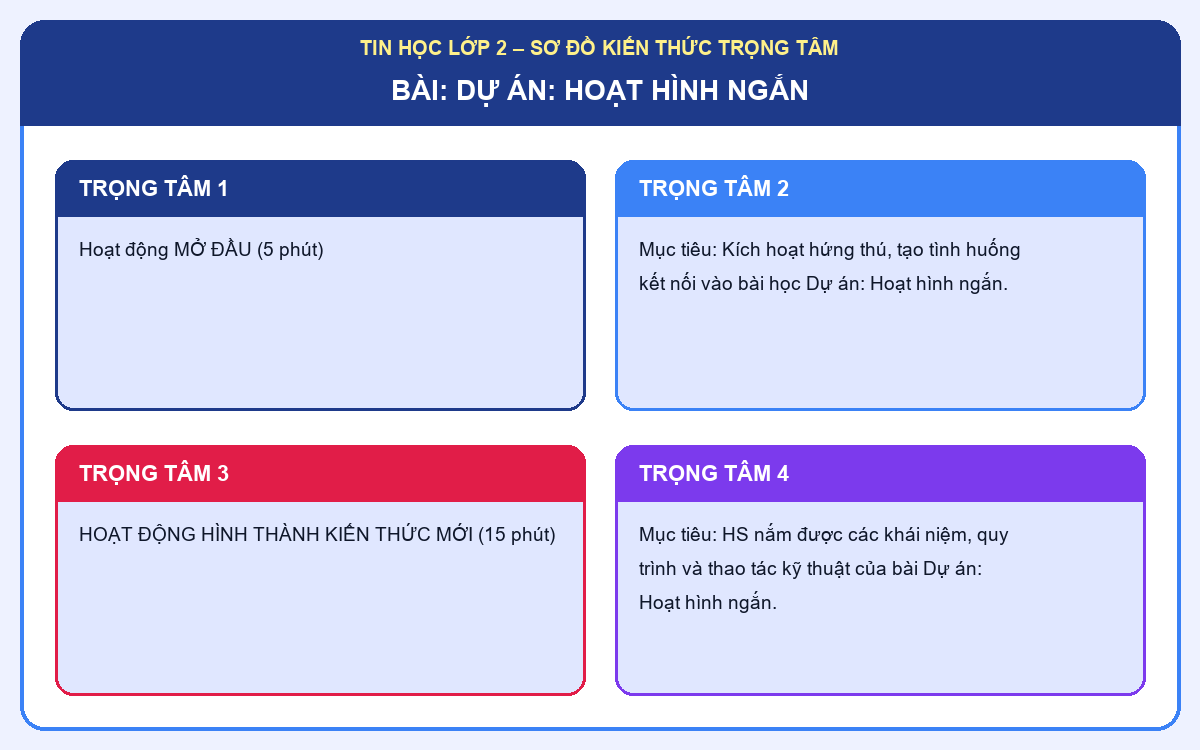 TIN HỌC LỚP 2 – SƠ ĐỒ KIẾN THỨC TRỌNG TÂM
BÀI: DỰ ÁN: HOẠT HÌNH NGẮN
TRỌNG TÂM 1
Hoạt động MỞ ĐẦU (5 phút)
TRỌNG TÂM 2
Mục tiêu: Kích hoạt hứng thú, tạo tình huống
kết nối vào bài học Dự án: Hoạt hình ngắn.
TRỌNG TÂM 3
HOẠT ĐỘNG HÌNH THÀNH KIẾN THỨC MỚI (15 phút)
TRỌNG TÂM 4
Mục tiêu: HS nắm được các khái niệm, quy
trình và thao tác kỹ thuật của bài Dự án:
Hoạt hình ngắn.